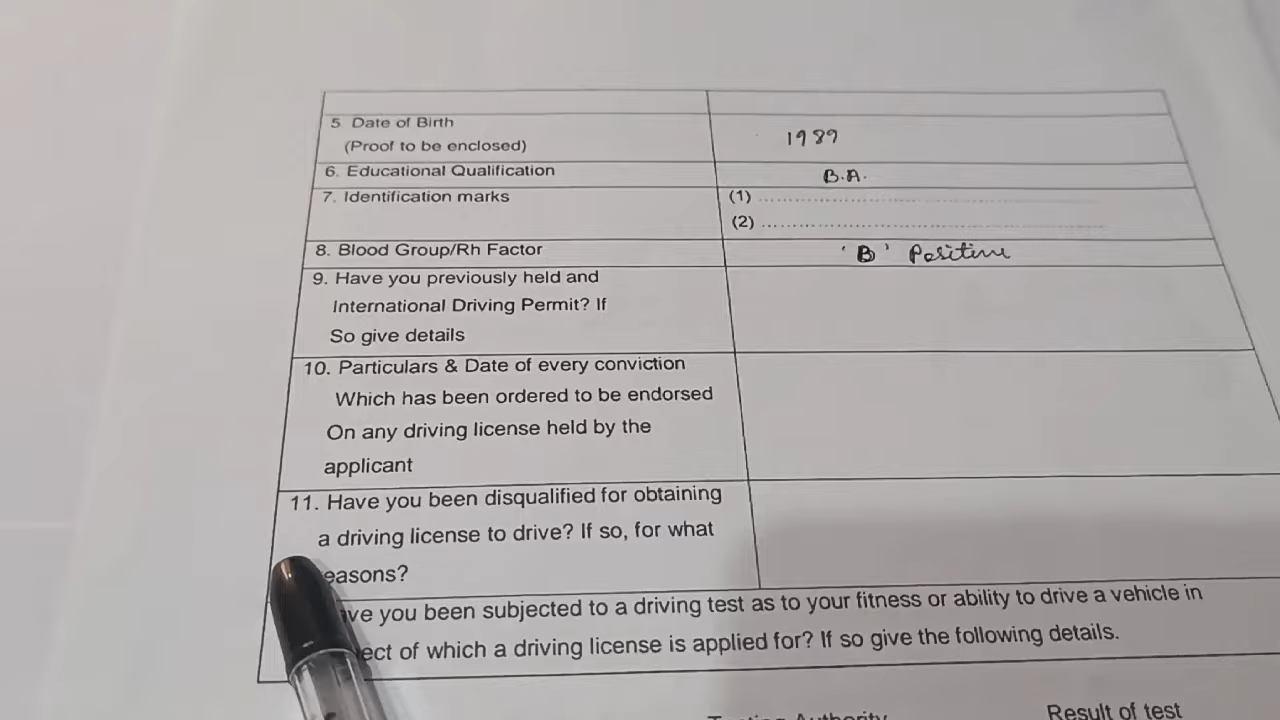 5. Date of Birth
(Proof to be enclosed)
1989
6. Educational Qualification
B.A.
7. Identification marks
(1) ........................................
(2) ........................................
8. Blood Group/Rh Factor
'B' Positive
9. Have you previously held and
International Driving Permit? If
So give details
10. Particulars & Date of every conviction
Which has been ordered to be endorsed
On any driving license held by the
applicant
11. Have you been disqualified for obtaining
a driving license to drive? If so, for what
easons?
ve you been subjected to a driving test as to your fitness or ability to drive a vehicle in
ect of which a driving license is applied for? If so give the following details.
Authority
Result of test